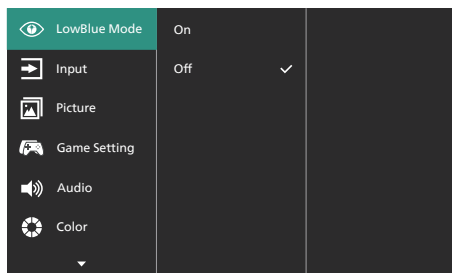 LowBlue Mode
On
Input
Off
Picture
Game Setting
Audio
Color